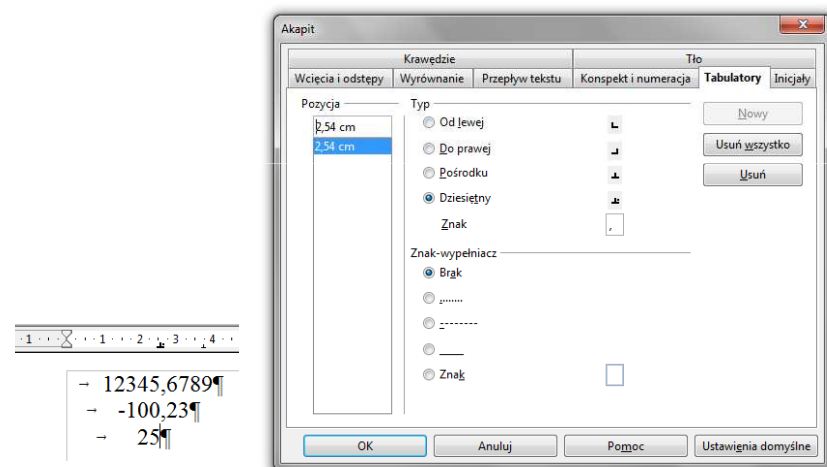 Akapit
Krawędzie Tło
Wcięcia i odstępy Wyrównanie Przepływ tekstu Konspekt i numeracja Tabulatory Inicjały
Pozycja
2,54 cm
2,54 cm
Typ
Od lewej
Do prawej
Pośrodku
Dziesiętny
Znak ,
Znak-wypełniacz
Brak
.......
--------
____
Znak
Nowy
Usuń wszystko
Usuń
OK Anuluj Pomoc Ustawienia domyślne
1 1 2 3 4
→ 12345,6789¶
→ -100,23¶
→ 25¶